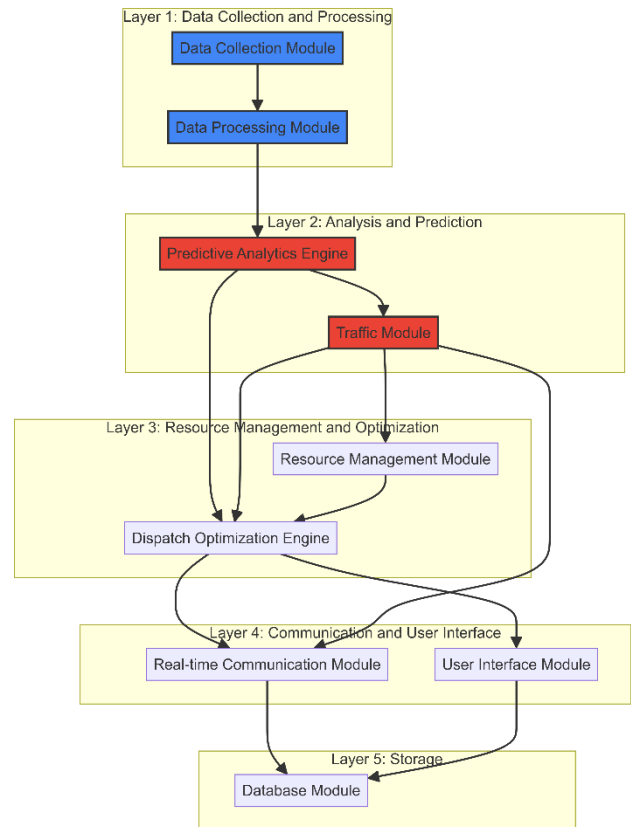 Layer 1: Data Collection and Processing
Data Collection Module
Data Processing Module
Layer 2: Analysis and Prediction
Predictive Analytics Engine
Traffic Module
Layer 3: Resource Management and Optimization
Resource Management Module
Dispatch Optimization Engine
Layer 4: Communication and User Interface
Real-time Communication Module
User Interface Module
Layer 5: Storage
Database Module